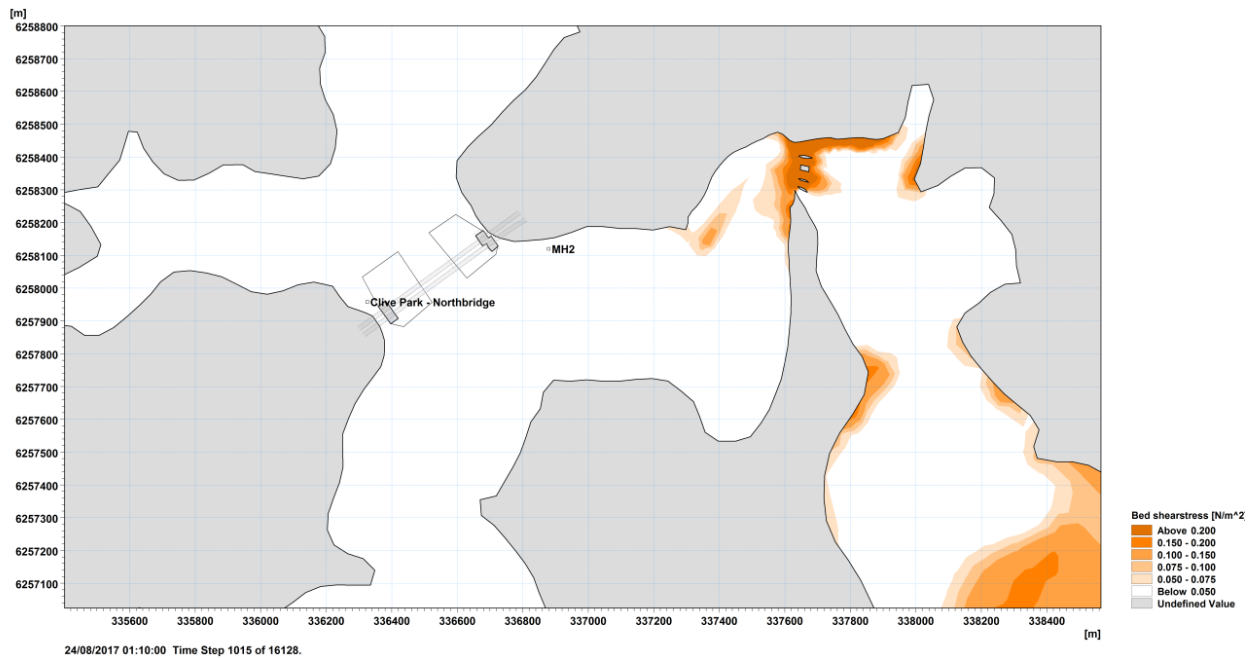 [m]
6258800
6258700
6258600
6258500
6258400
6258300
6258200
6258100
6258000
6257900
6257800
6257700
6257600
6257500
6257400
6257300
6257200
6257100
MH2
Clive Park - Northbridge
335600 335800 336000 336200 336400 336600 336800 337000 337200 337400 337600 337800 338000 338200 338400
[m]
Bed shearstress [N/m^2]
Above 0.200
0.150 - 0.200
0.100 - 0.150
0.075 - 0.100
0.050 - 0.075
Below 0.050
Undefined Value
24/08/2017 01:10:00 Time Step 1015 of 16128.